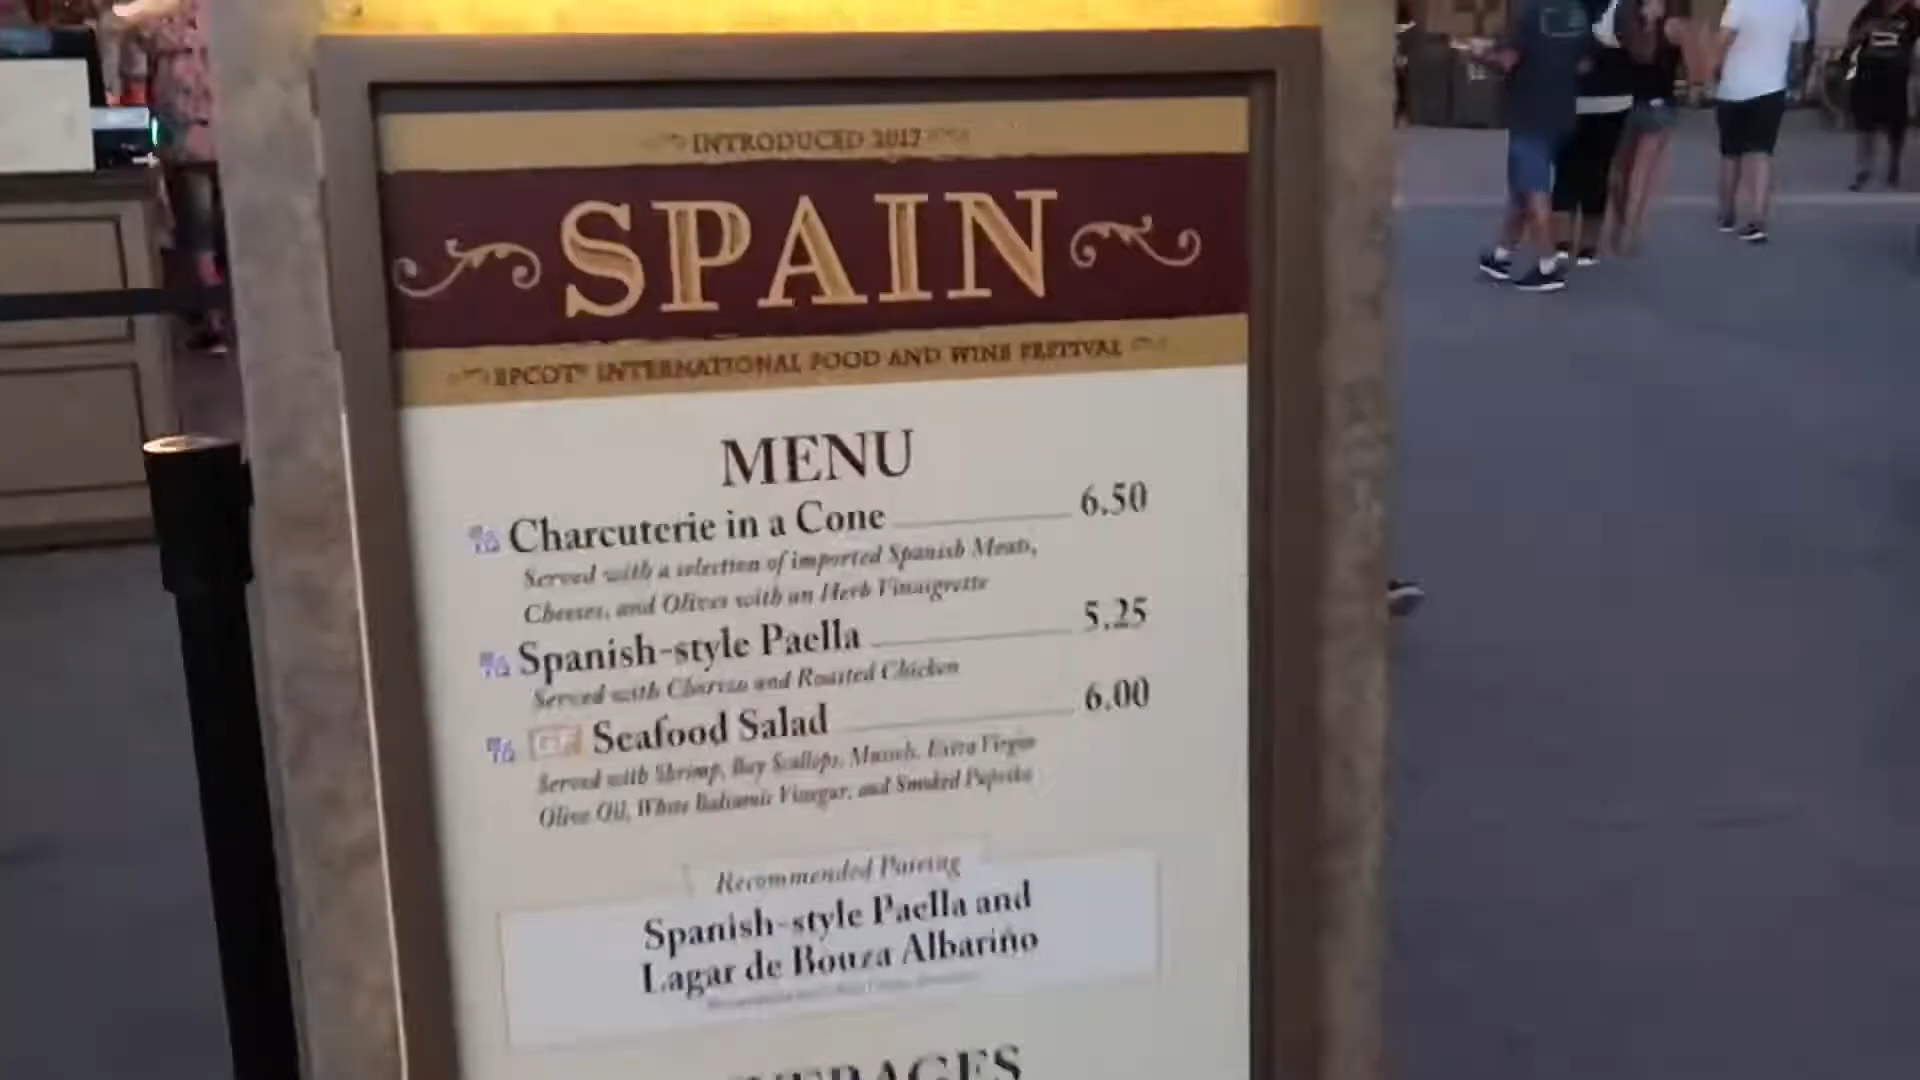 INTRODUCED 2017
SPAIN
EPCOT® INTERNATIONAL FOOD AND WINE FESTIVAL
MENU
Charcuterie in a Cone 6.50
Served with a selection of imported Spanish Meats,
Cheeses, and Olives with an Herb Vinaigrette
Spanish-style Paella 5.25
Served with Chorizo and Roasted Chicken
GF Seafood Salad 6.00
Served with Shrimp, Bay Scallops, Mussels, Extra Virgin
Olive Oil, White Balsamic Vinegar, and Smoked Paprika
Recommended Pairing
Spanish-style Paella and
Lagar de Bouza Albariño